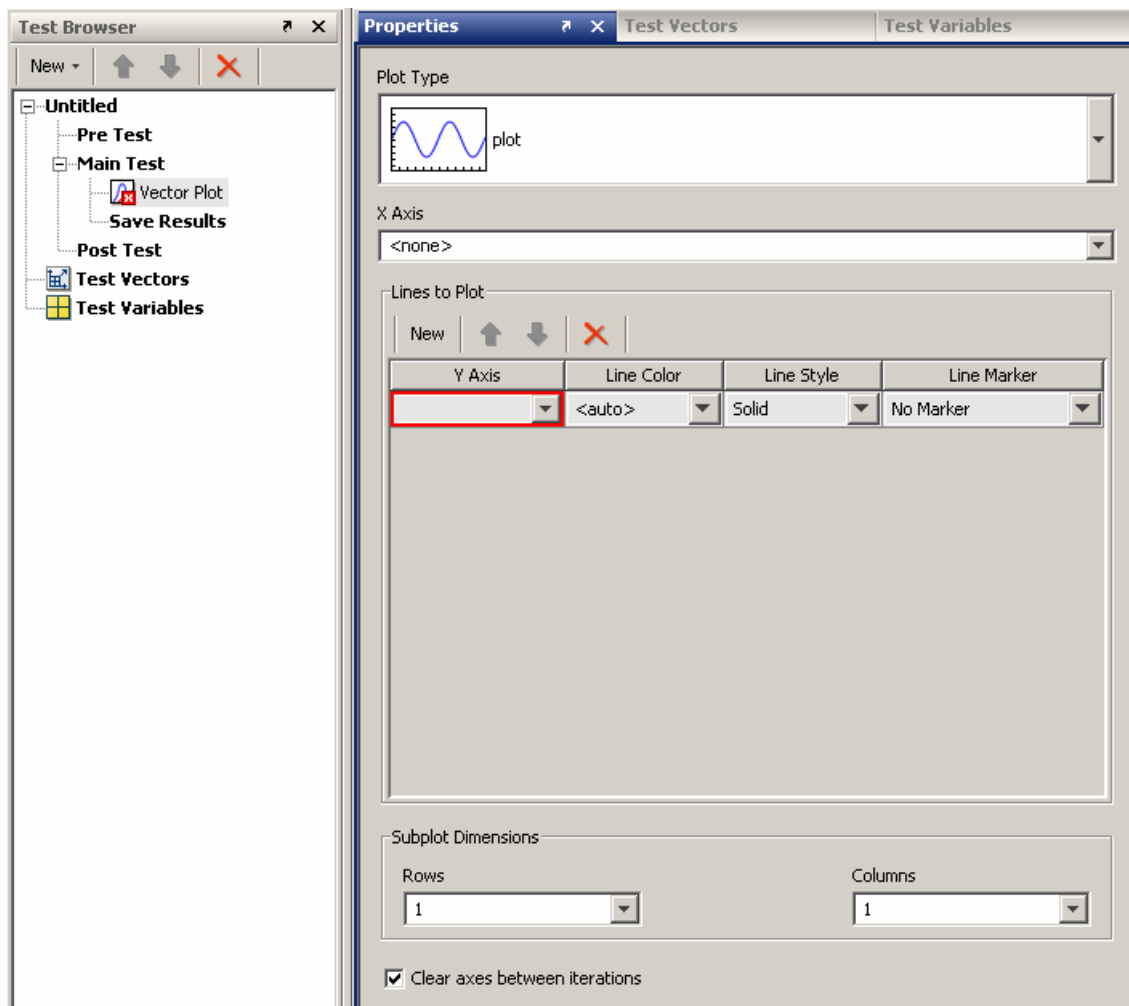 Test Browser
New
Untitled
Pre Test
Main Test
Vector Plot
Save Results
Post Test
Test Vectors
Test Variables
Properties
Test Vectors
Test Variables
Plot Type
plot
X Axis
<none>
Lines to Plot
New
Y Axis Line Color Line Style Line Marker
<auto> Solid No Marker
Subplot Dimensions
Rows Columns
1 1
Clear axes between iterations